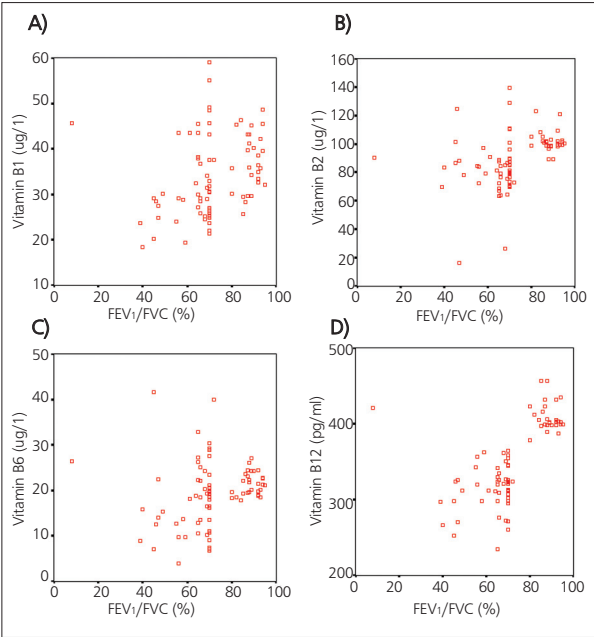 A)
Vitamin B1 (ug/1)
60
50
40
30
20
10
0 20 40 60 80 100
FEV1/FVC (%)
B)
Vitamin B2 (ug/1)
160
140
120
100
80
60
40
20
0
0 20 40 60 80 100
FEV1/FVC (%)
C)
Vitamin B6 (ug/1)
50
40
30
20
10
0
0 20 40 60 80 100
FEV1/FVC (%)
D)
Vitamin B12 (pg/ml)
500
400
300
200
0 20 40 60 80 100
FEV1/FVC (%)